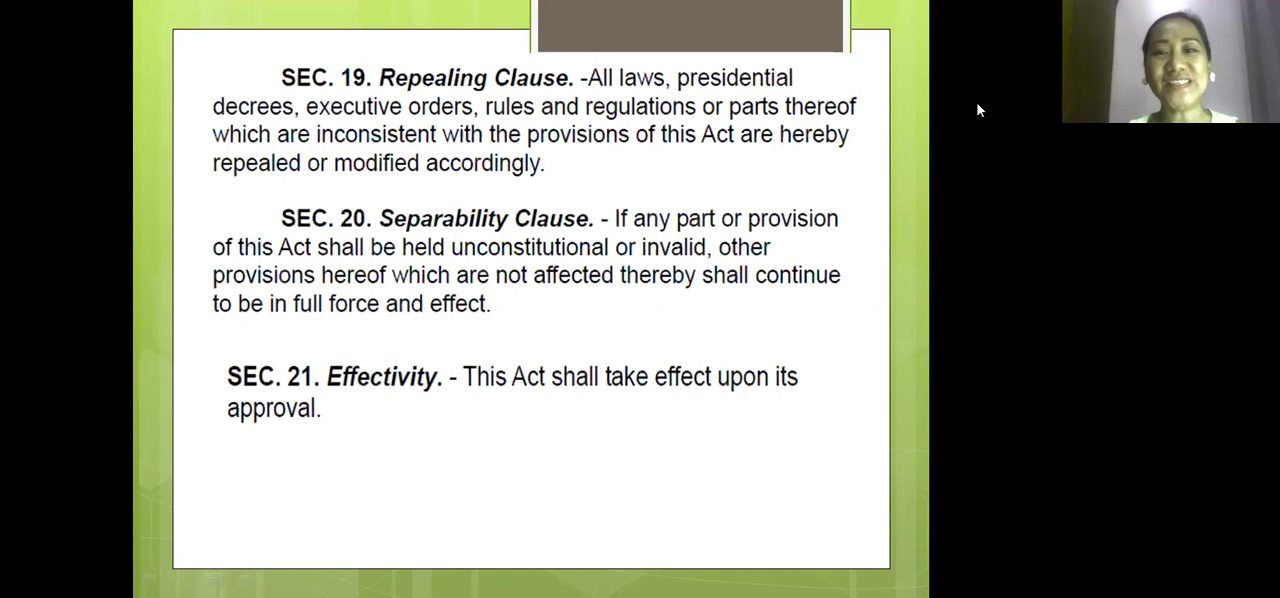 SEC. 19. Repealing Clause. -All laws, presidential
decrees, executive orders, rules and regulations or parts thereof
which are inconsistent with the provisions of this Act are hereby
repealed or modified accordingly.
SEC. 20. Separability Clause. - If any part or provision
of this Act shall be held unconstitutional or invalid, other
provisions hereof which are not affected thereby shall continue
to be in full force and effect.
SEC. 21. Effectivity. - This Act shall take effect upon its
approval.